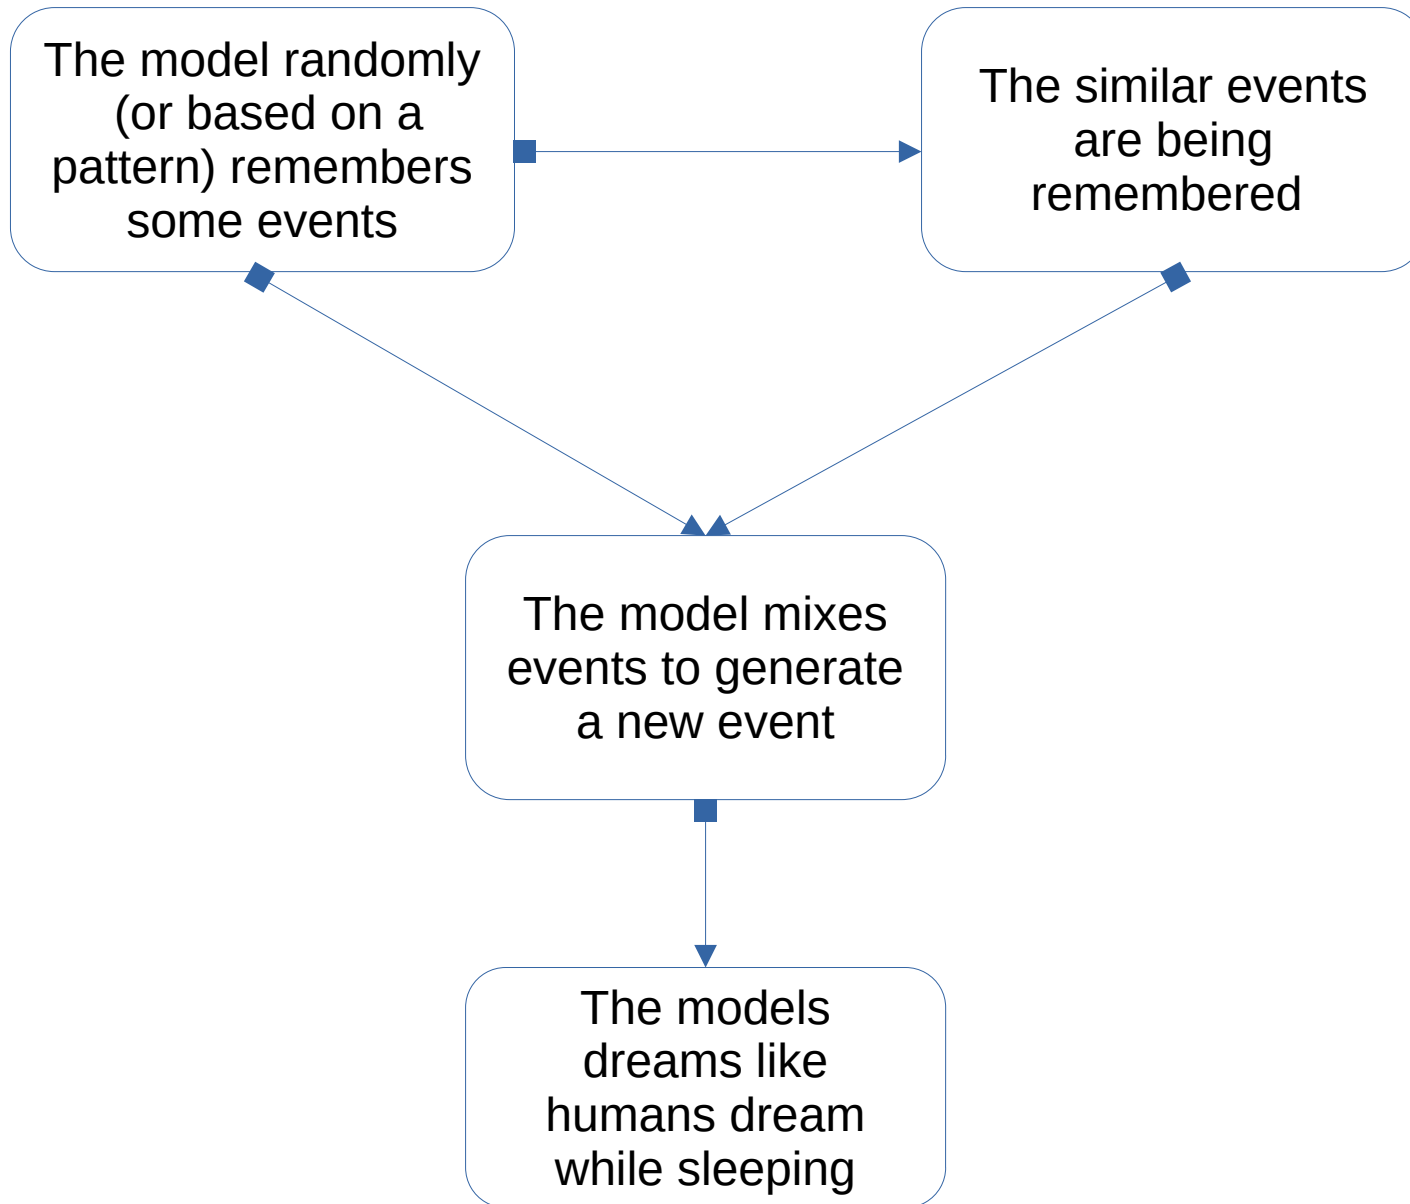 The model randomly
(or based on a
pattern) remembers
some events
The similar events
are being
remembered
The model mixes
events to generate
a new event
The models
dreams like
humans dream
while sleeping